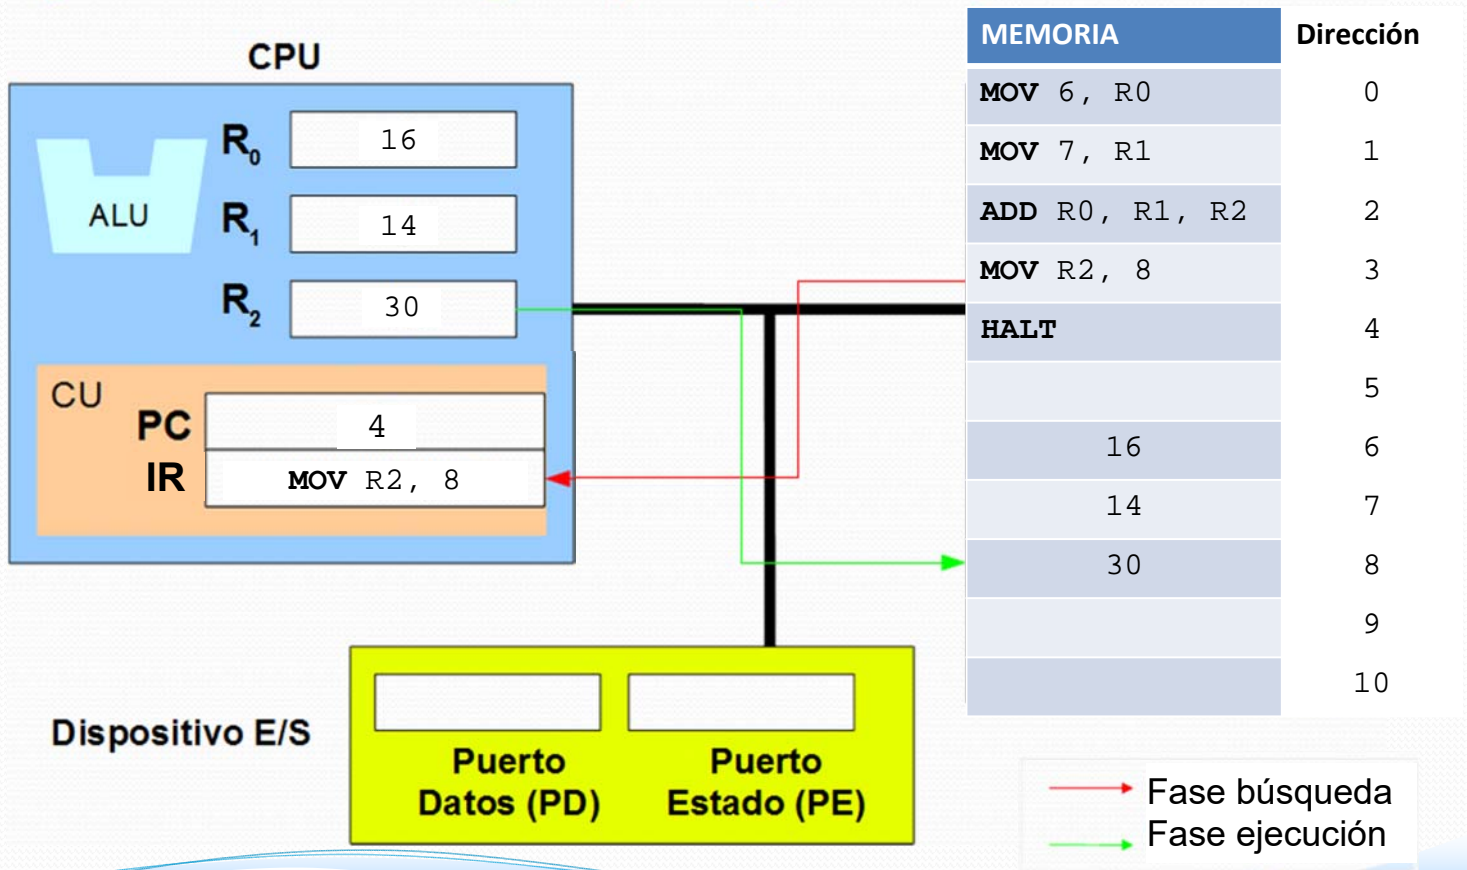 CPU
R0 16
ALU R1 14
R2 30
CU
PC 4
IR MOV R2, 8
MEMORIA Dirección
MOV 6, R0 0
MOV 7, R1 1
ADD R0, R1, R2 2
MOV R2, 8 3
HALT 4
5
16 6
14 7
30 8
9
10
Dispositivo E/S
Puerto
Datos (PD)
Puerto
Estado (PE)
Fase búsqueda
Fase ejecución